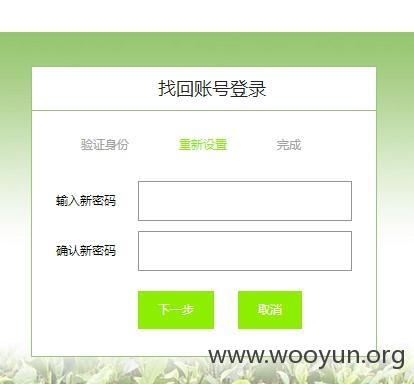 找回账号登录
验证身份 重新设置 完成
输入新密码
确认新密码
下一步 取消
www.wooyun.org